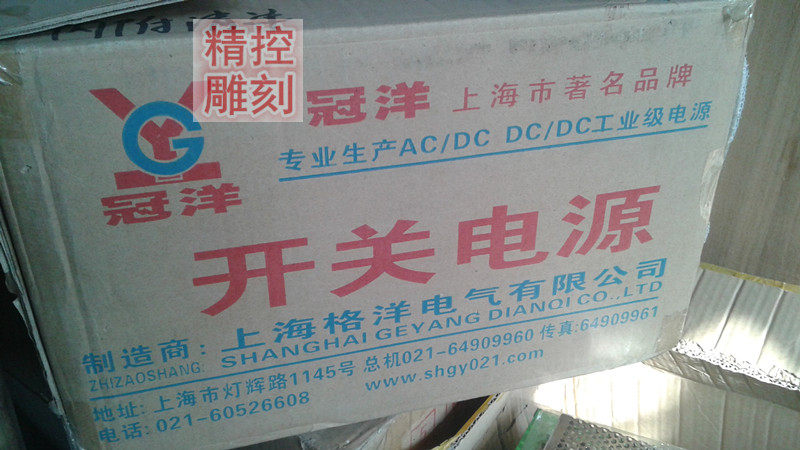 精控
雕刻
冠洋 上海市著名品牌
专业生产AC/DC DC/DC工业级电源
冠洋
开关电源
制造商: 上海格洋电气有限公司
ZHIZAOSHANG: SHANGHAI GEYANG DIANQI CO.,LTD
地址: 上海市灯辉路1145号 总机021-64909960 传真:64909961
电话: 021-60526608 www.shgy021.com